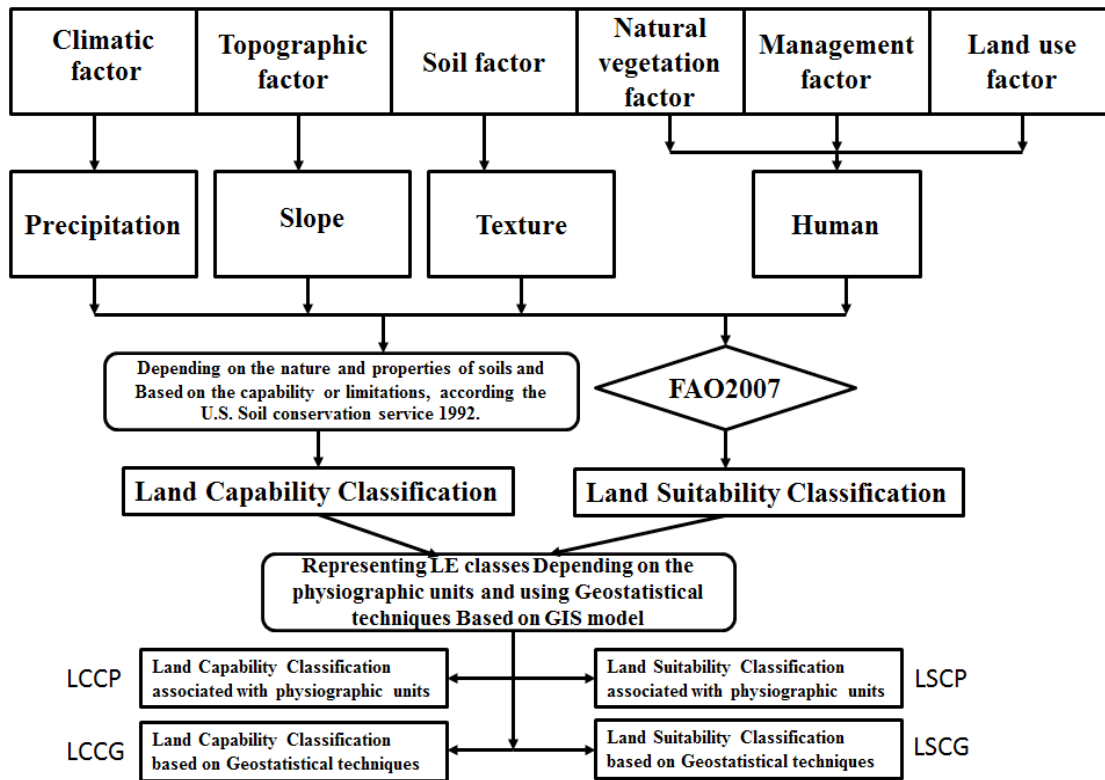 Climatic
factor
Topographic
factor
Soil factor
Natural
vegetation
factor
Management
factor
Land use
factor
Precipitation
Slope
Texture
Human
Depending on the nature and properties of soils and
Based on the capability or limitations, according the
U.S. Soil conservation service 1992.
FAO2007
Land Capability Classification
Land Suitability Classification
Representing LE classes Depending on the
physiographic units and using Geostatistical
techniques Based on GIS model
LCCP
Land Capability Classification
associated with physiographic units
Land Suitability Classification
associated with physiographic units
LSCP
LCCG
Land Capability Classification
based on Geostatistical techniques
Land Suitability Classification
based on Geostatistical techniques
LSCG